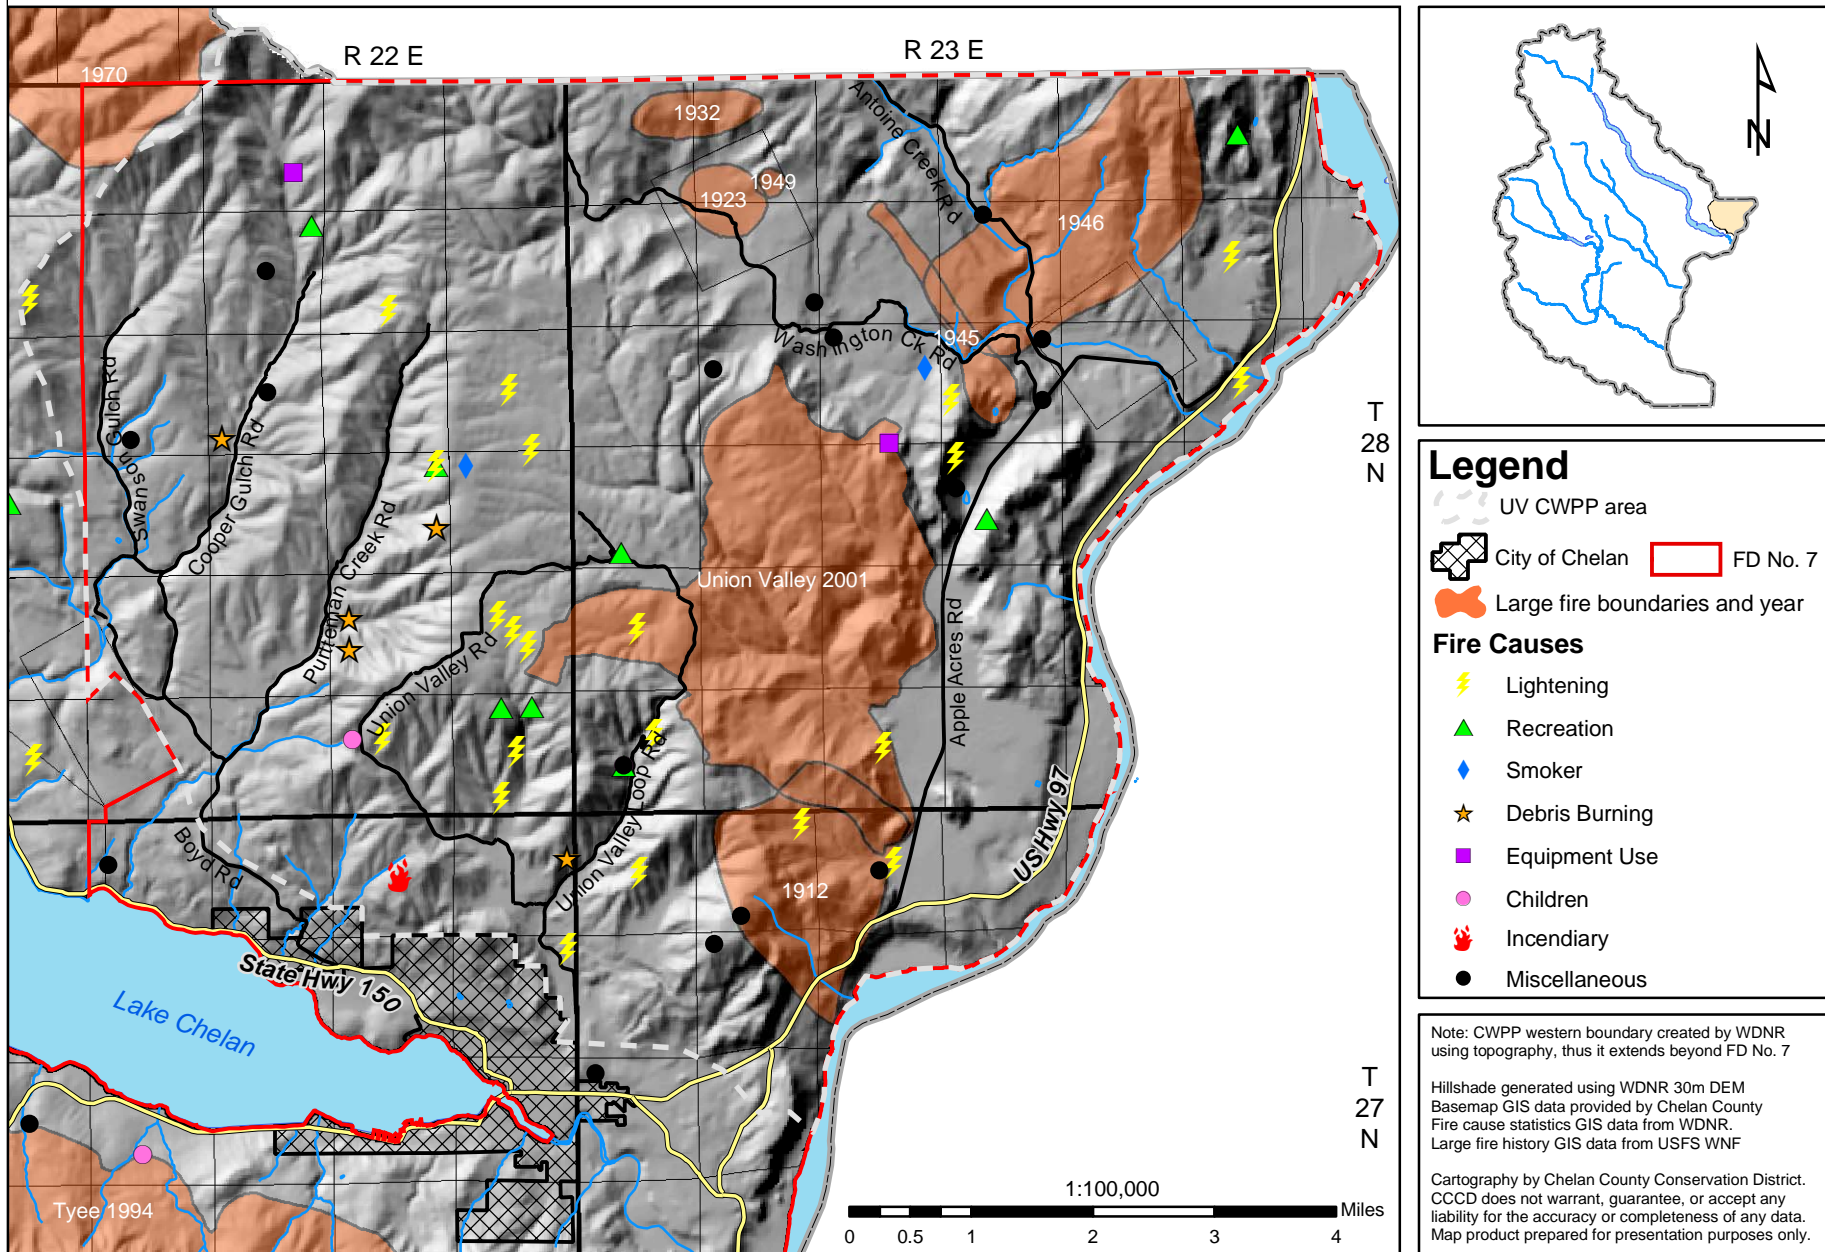 R 22 E
R 23 E
1970
1932
1949
1923
1946
1945
Antoine Creek Rd
Washington Ck Rd
Swanson Gulch Rd
Cooper Gulch Rd
Purtteman Creek Rd
Union Valley Rd
Union Valley 2001
Apple Acres Rd
Union Valley Loop Rd
US Hwy 97
Boyd Rd
1912
State Hwy 150
Lake Chelan
Tyee 1994
T
28
N
T
27
N
1:100,000
Miles
0 0.5 1 2 3 4
N
Legend
UV CWPP area
City of Chelan
FD No. 7
Large fire boundaries and year
Fire Causes
Lightening
Recreation
Smoker
Debris Burning
Equipment Use
Children
Incendiary
Miscellaneous
Note: CWPP western boundary created by WDNR
using topography, thus it extends beyond FD No. 7
Hillshade generated using WDNR 30m DEM
Basemap GIS data provided by Chelan County
Fire cause statistics GIS data from WDNR.
Large fire history GIS data from USFS WNF
Cartography by Chelan County Conservation District.
CCCD does not warrant, guarantee, or accept any
liability for the accuracy or completeness of any data.
Map product prepared for presentation purposes only.